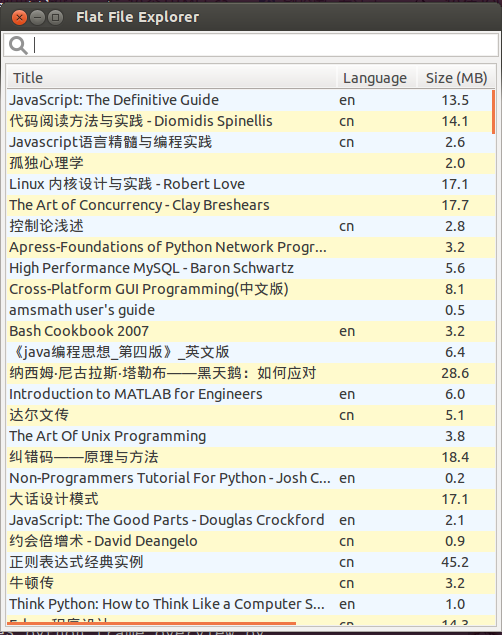 Flat File Explorer
Title Language Size (MB)
JavaScript: The Definitive Guide en 13.5
代码阅读方法与实践 - Diomidis Spinellis cn 14.1
Javascript语言精髓与编程实践 cn 2.6
孤独心理学 2.0
Linux 内核设计与实践 - Robert Love 17.1
The Art of Concurrency - Clay Breshears 17.7
控制论浅述 cn 2.8
Apress-Foundations of Python Network Progr... 3.2
High Performance MySQL - Baron Schwartz 5.6
Cross-Platform GUI Programming(中文版) 8.1
amsmath user's guide 0.5
Bash Cookbook 2007 en 3.2
《java编程思想_第四版》_英文版 6.4
纳西姆·尼古拉斯·塔勒布——黑天鹅：如何应对 28.6
Introduction to MATLAB for Engineers en 6.0
达尔文传 cn 5.1
The Art Of Unix Programming 3.8
纠错码——原理与方法 18.4
Non-Programmers Tutorial For Python - Josh C... en 0.2
大话设计模式 17.1
JavaScript: The Good Parts - Douglas Crockford en 2.1
约会倍增术 - David Deangelo cn 0.9
正则表达式经典实例 cn 45.2
牛顿传 cn 3.2
Think Python: How to Think Like a Computer S... en 1.0
cn 14.3